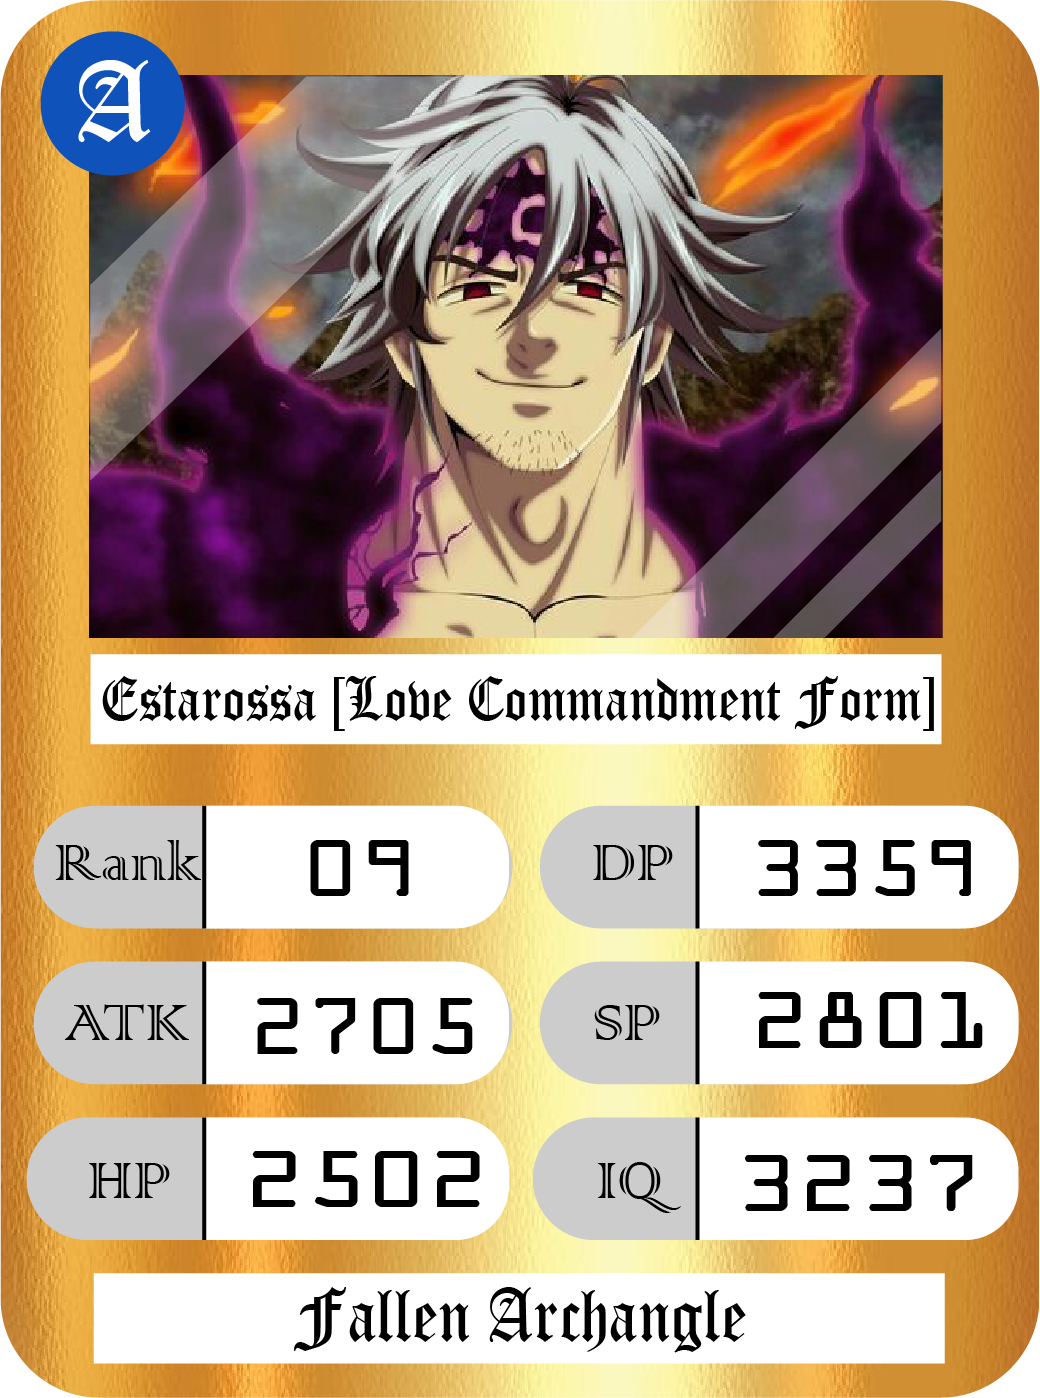 A
Estarossa [Love Commandment Form]
Rank 09 DP 3359
ATK 2705 SP 2801
HP 2502 IQ 3237
Fallen Archangle